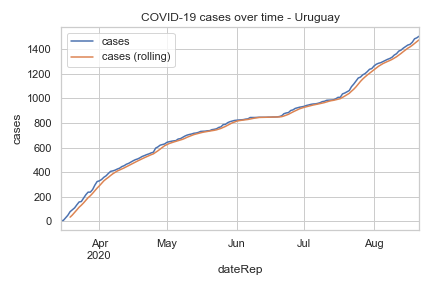 COVID-19 cases over time - Uruguay
cases
cases (rolling)
1400
1200
1000
800
600
400
200
0
cases
Apr
2020
May
Jun
Jul
Aug
dateRep